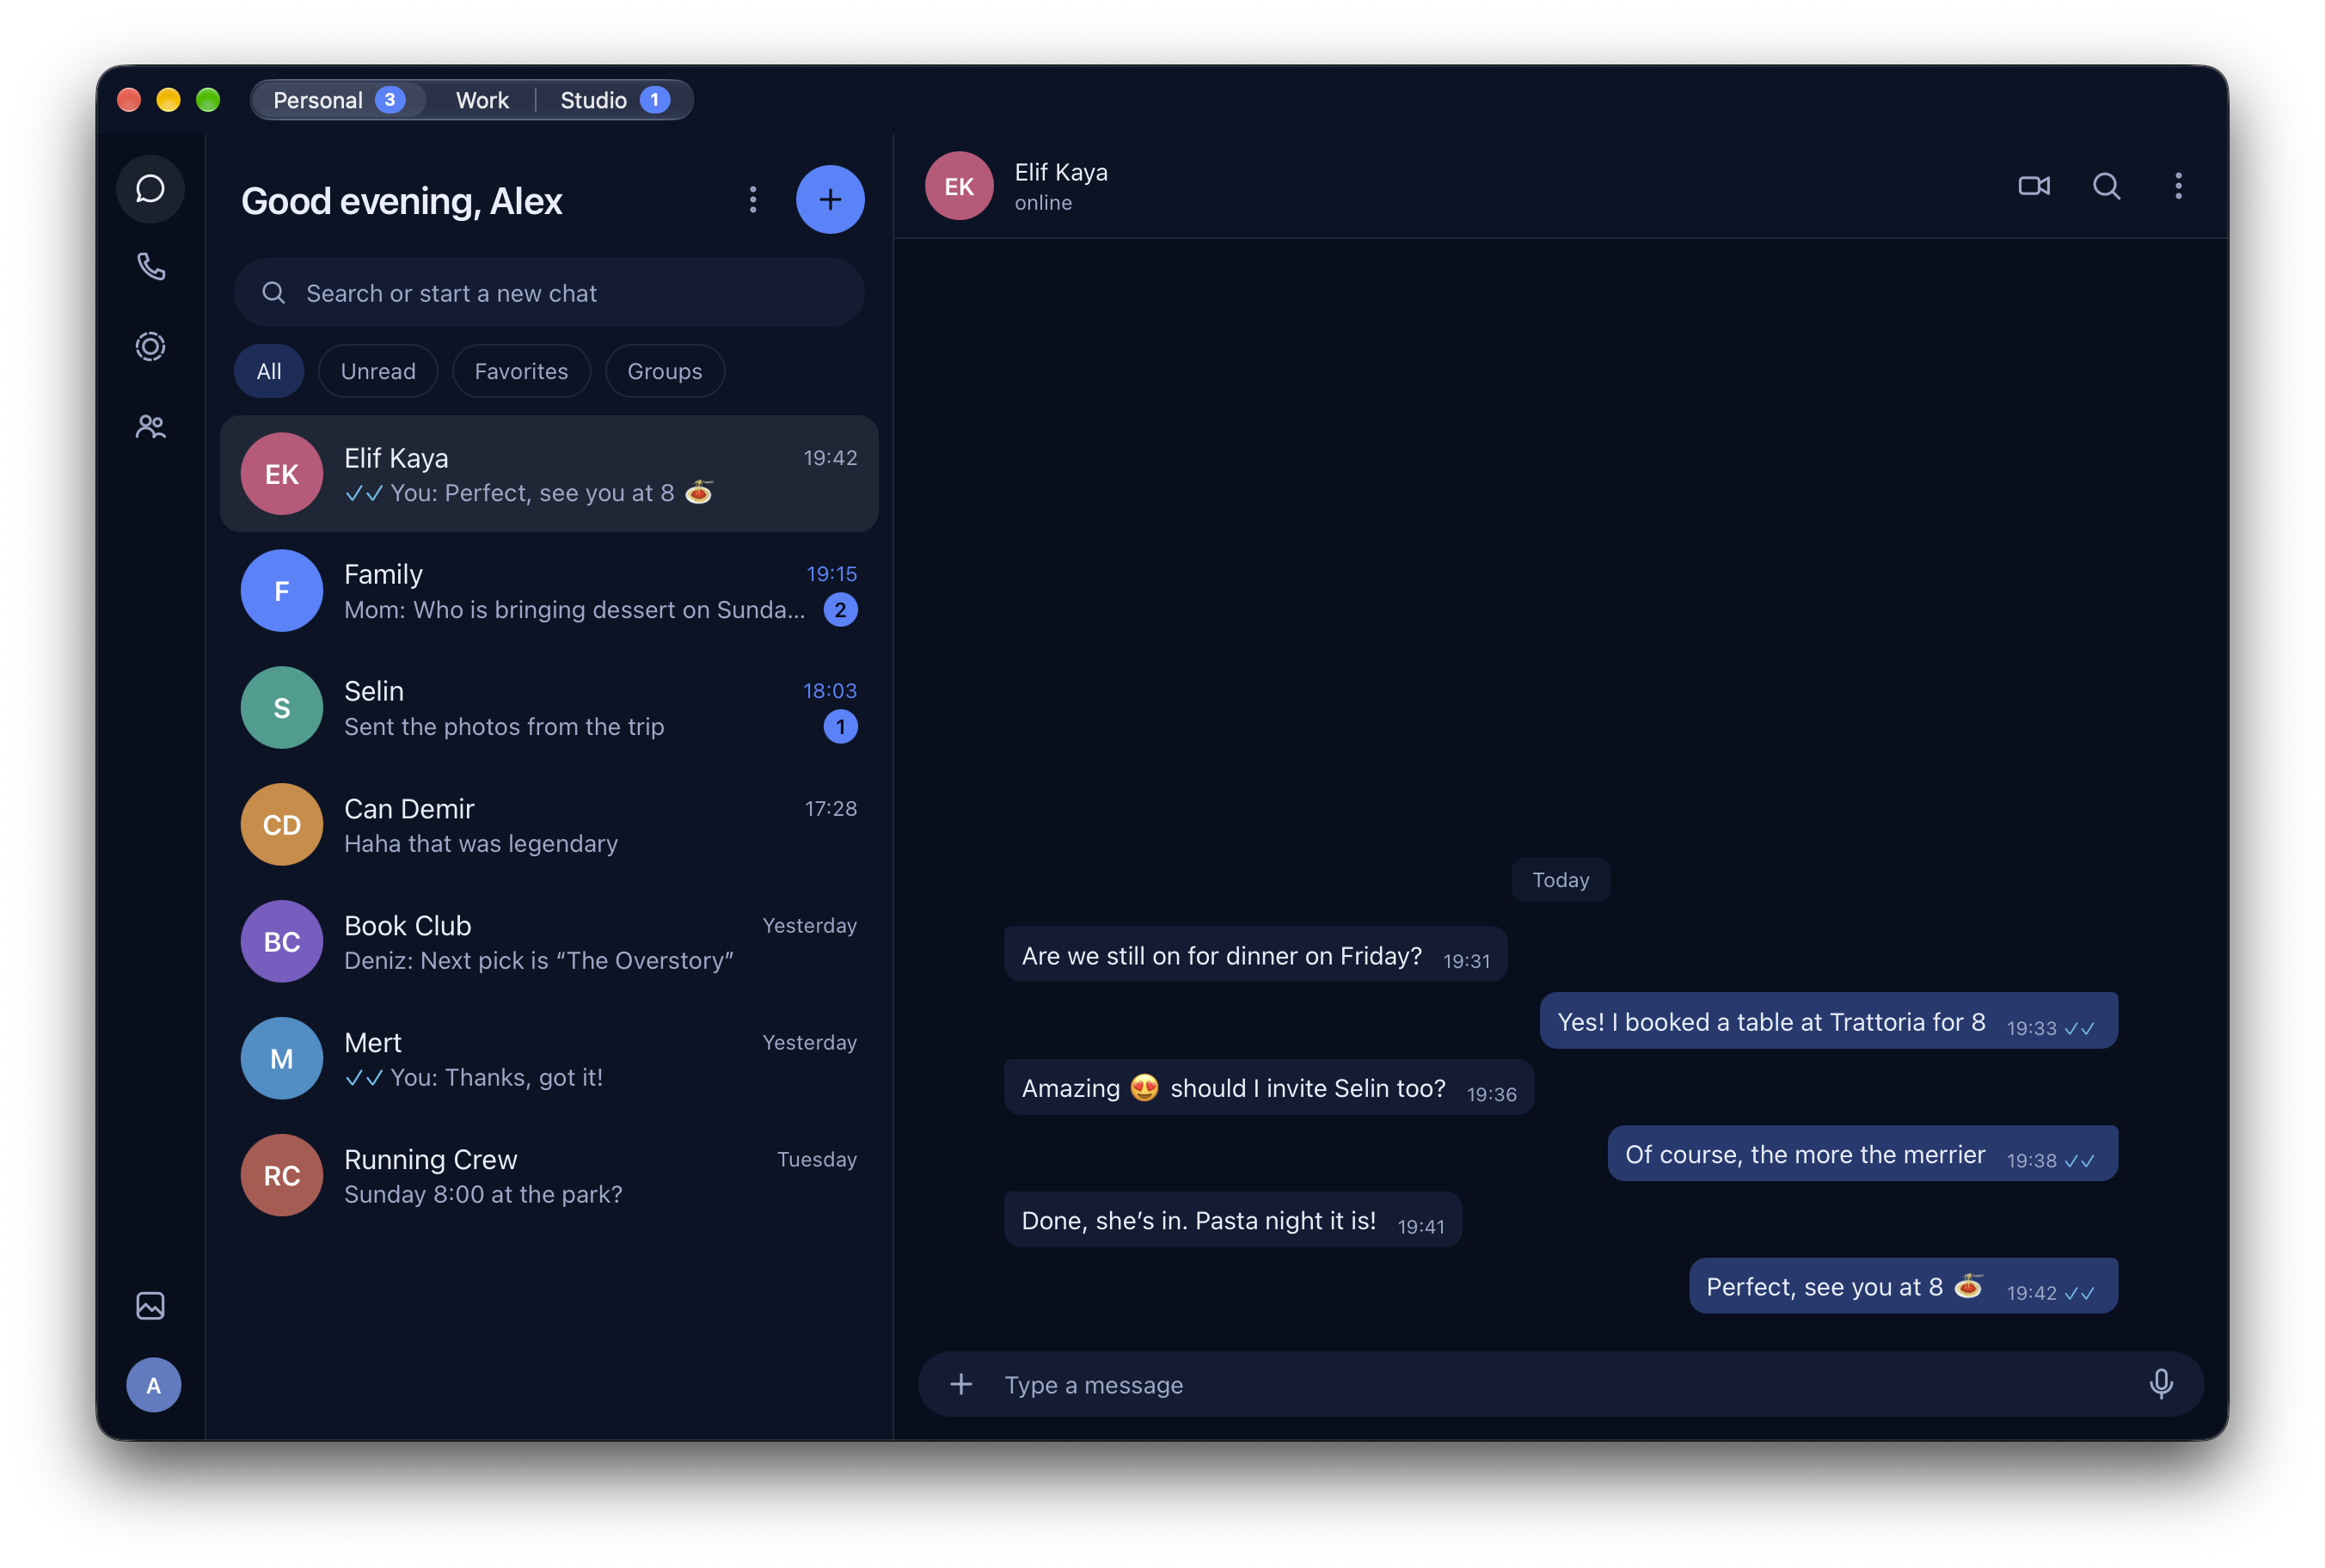 Personal 3 Work Studio 1
Good evening, Alex
Search or start a new chat
All Unread Favorites Groups
EK Elif Kaya 19:42
You: Perfect, see you at 8 🍝
F Family 19:15
Mom: Who is bringing dessert on Sunda... 2
S Selin 18:03
Sent the photos from the trip 1
CD Can Demir 17:28
Haha that was legendary
BC Book Club Yesterday
Deniz: Next pick is “The Overstory”
M Mert Yesterday
You: Thanks, got it!
RC Running Crew Tuesday
Sunday 8:00 at the park?
A
EK Elif Kaya
online
Today
Are we still on for dinner on Friday? 19:31
Yes! I booked a table at Trattoria for 8 19:33
Amazing 😍 should I invite Selin too? 19:36
Of course, the more the merrier 19:38
Done, she’s in. Pasta night it is! 19:41
Perfect, see you at 8 🍝 19:42
Type a message